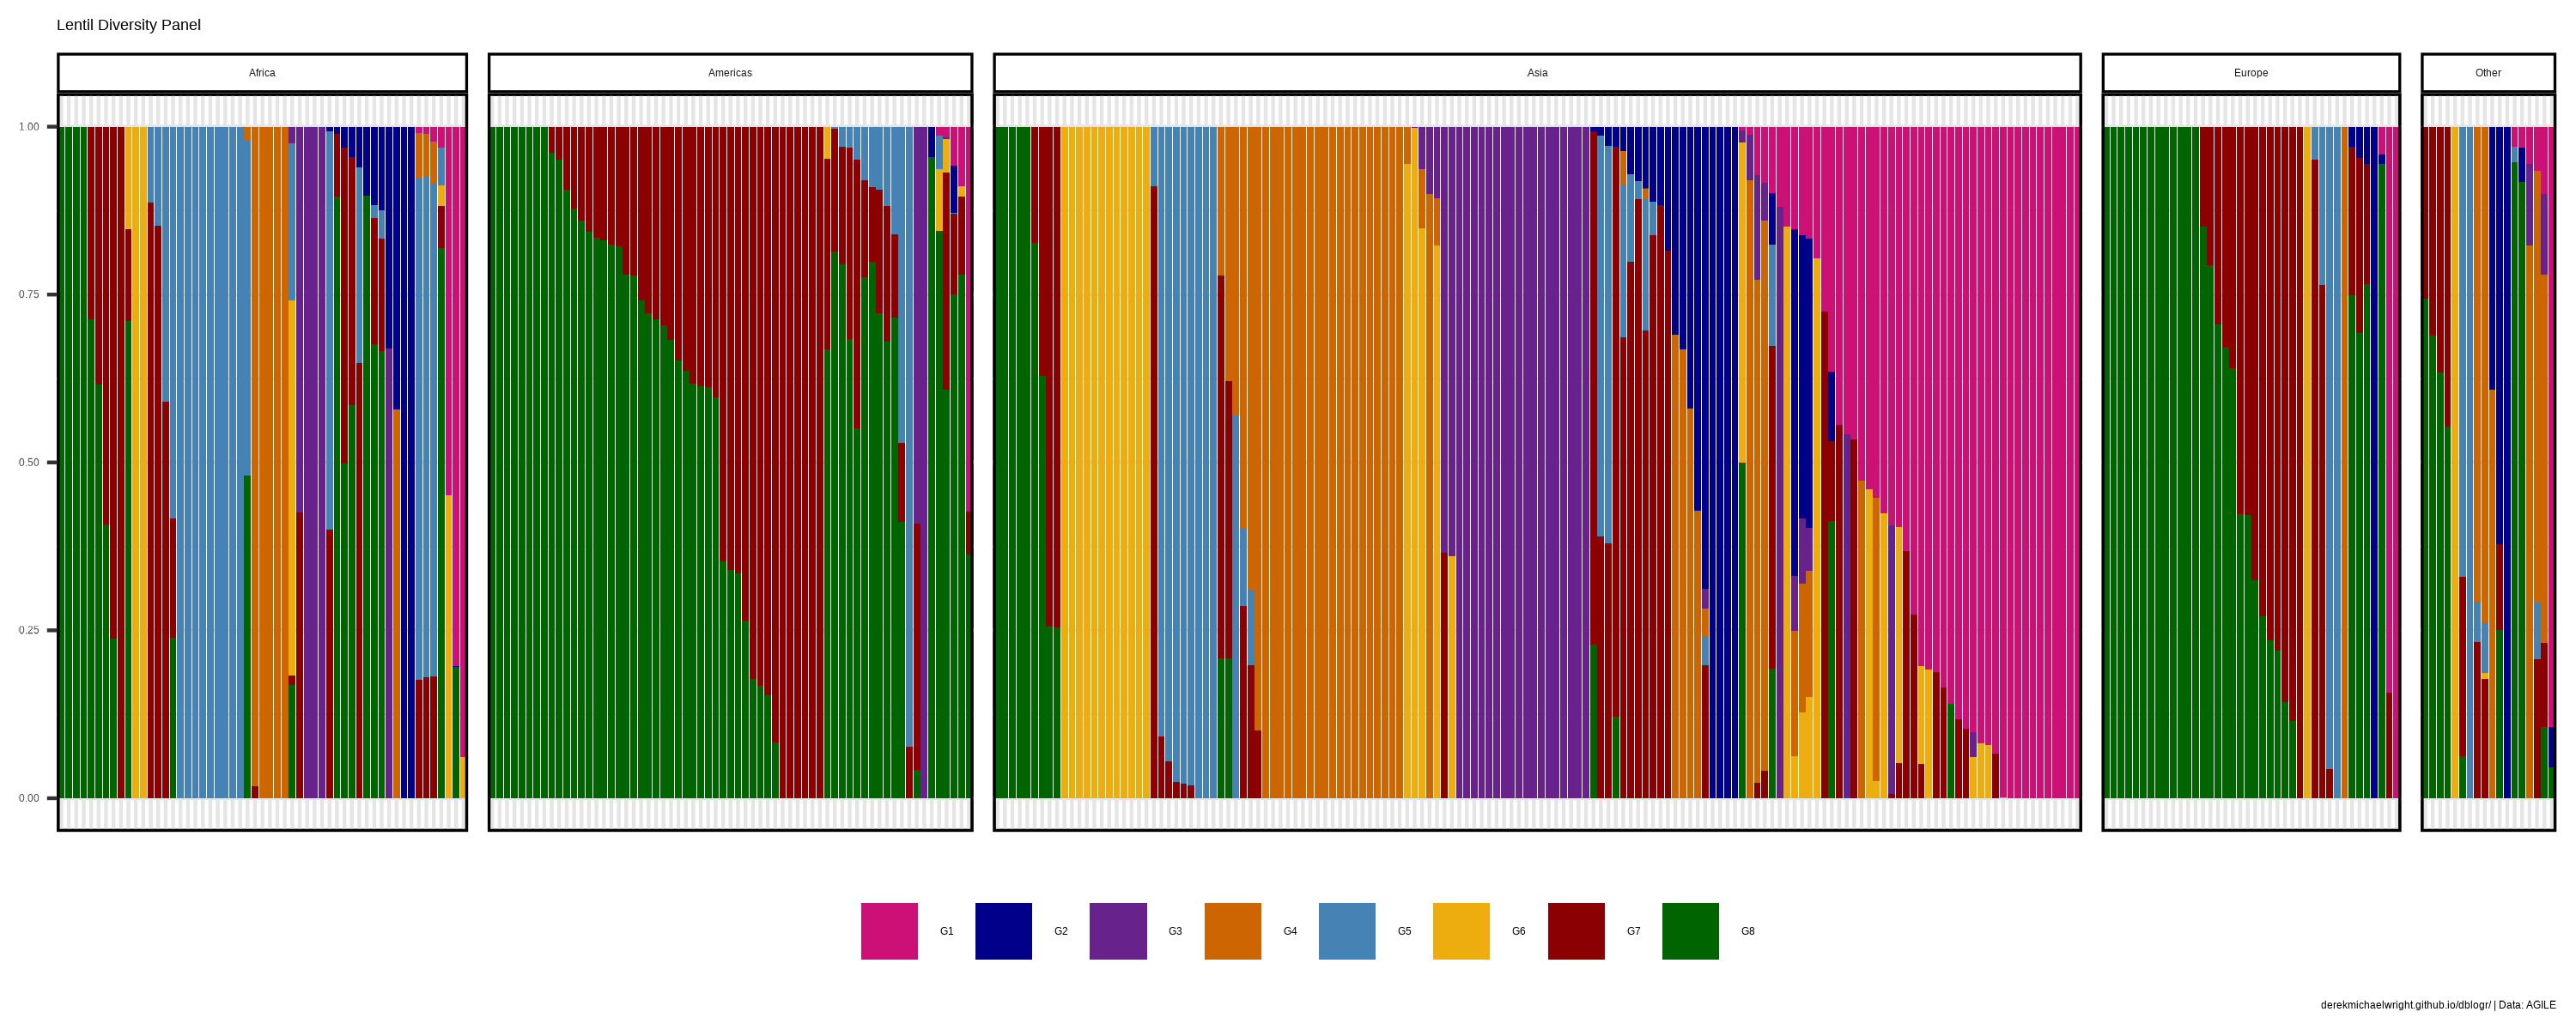 Lentil Diversity Panel
Africa
Americas
Asia
Europe
Other
1.00
0.75
0.50
0.25
0.00
G1
G2
G3
G4
G5
G6
G7
G8
derekmichaelwright.github.io/dblogr/ | Data: AGILE